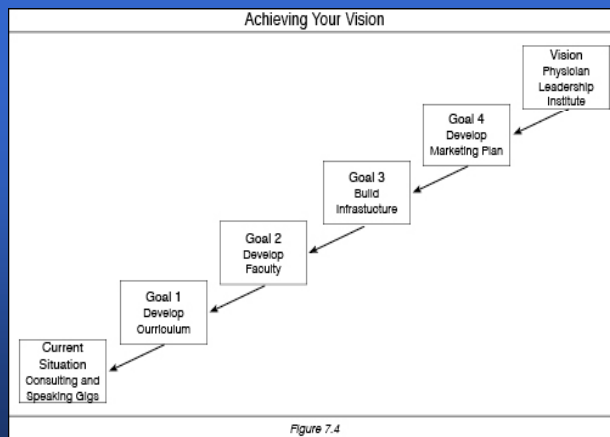 Achieving Your Vision
Vision
Physician
Leadership
Institute
Goal 4
Develop
Marketing Plan
Goal 3
Build
Infrastucture
Goal 2
Develop
Faculty
Goal 1
Develop
Curriculum
Current
Situation
Consulting and
Speaking Gigs
Figure 7.4